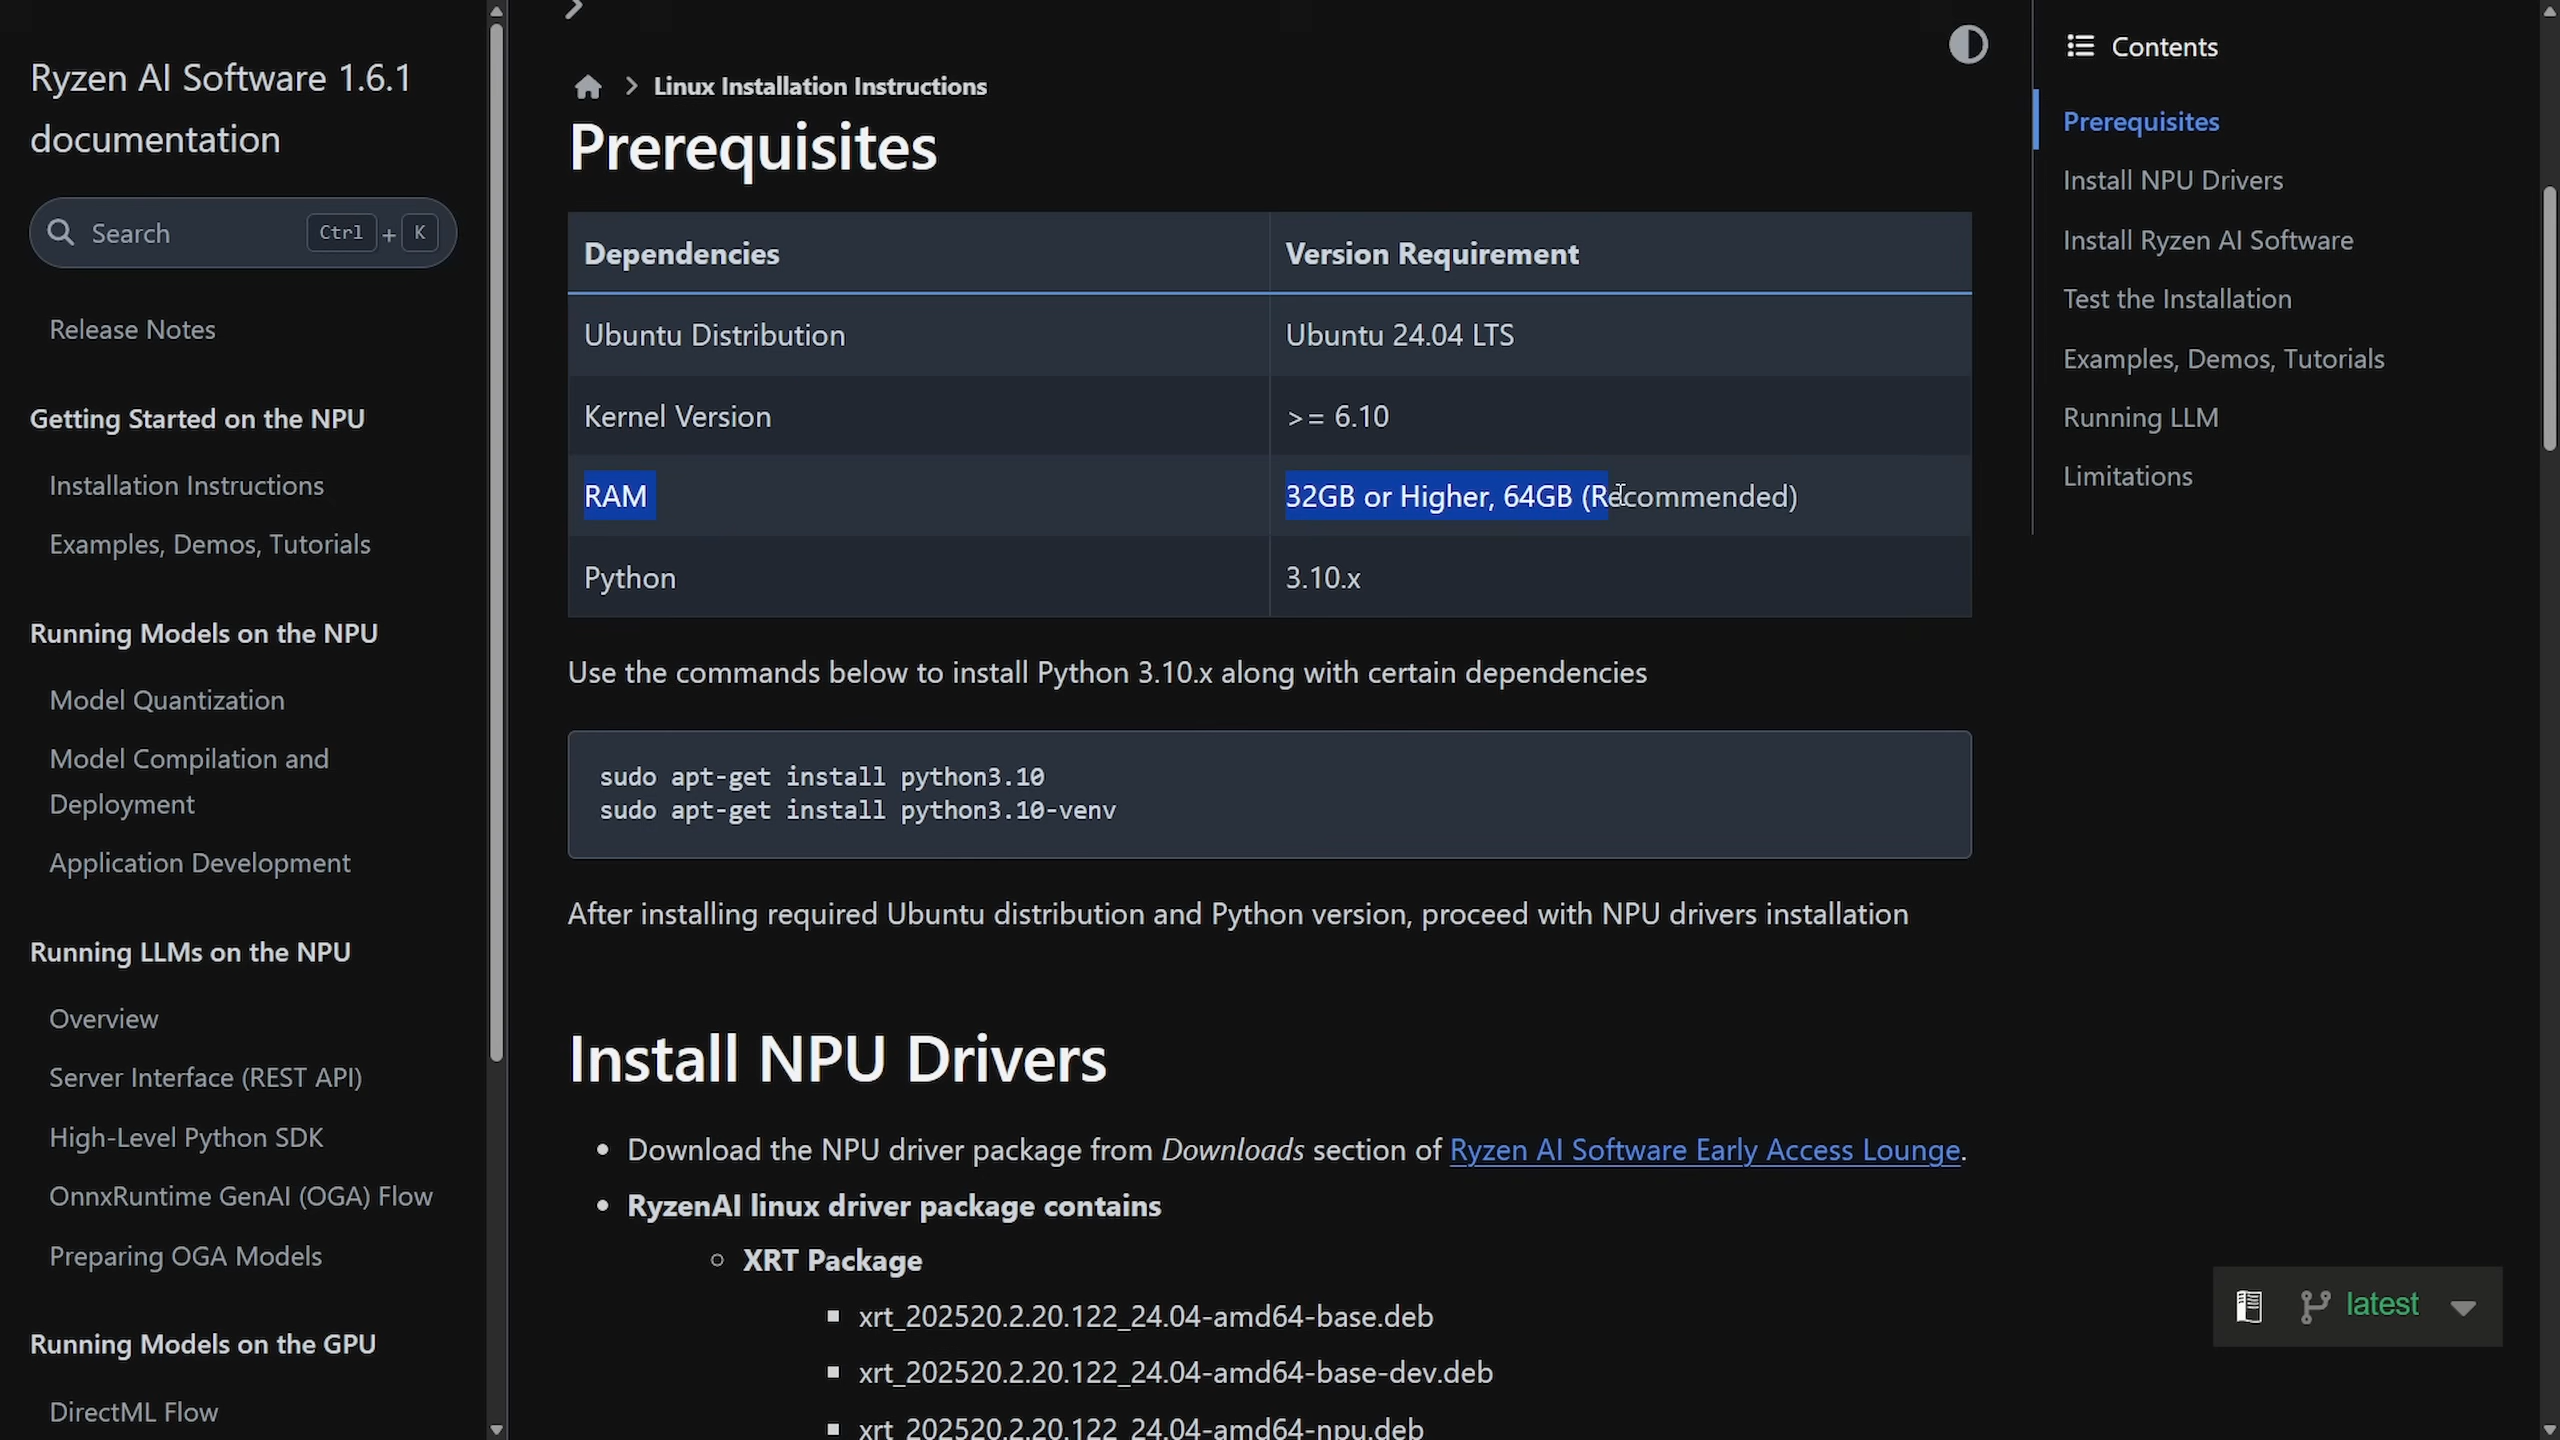 Ryzen AI Software 1.6.1
documentation
Search Ctrl + K
Release Notes
Getting Started on the NPU
Installation Instructions
Examples, Demos, Tutorials
Running Models on the NPU
Model Quantization
Model Compilation and
Deployment
Application Development
Running LLMs on the NPU
Overview
Server Interface (REST API)
High-Level Python SDK
OnnxRuntime GenAI (OGA) Flow
Preparing OGA Models
Running Models on the GPU
DirectML Flow
Linux Installation Instructions
Prerequisites
Dependencies Version Requirement
Ubuntu Distribution Ubuntu 24.04 LTS
Kernel Version >= 6.10
RAM 32GB or Higher, 64GB (Recommended)
Python 3.10.x
Use the commands below to install Python 3.10.x along with certain dependencies
sudo apt-get install python3.10
sudo apt-get install python3.10-venv
After installing required Ubuntu distribution and Python version, proceed with NPU drivers installation
Install NPU Drivers
Download the NPU driver package from Downloads section of Ryzen AI Software Early Access Lounge.
RyzenAI linux driver package contains
XRT Package
xrt_202520.2.20.122_24.04-amd64-base.deb
xrt_202520.2.20.122_24.04-amd64-base-dev.deb
xrt_202520.2.20.122_24.04-amd64-npu.deb
Contents
Prerequisites
Install NPU Drivers
Install Ryzen AI Software
Test the Installation
Examples, Demos, Tutorials
Running LLM
Limitations
latest